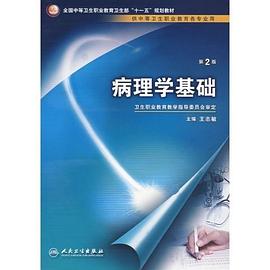 全国中等卫生职业教育卫生部“十一五”规划教材
供中等卫生职业教育各专业用
第2版
病理学基础
卫生职业教育教学指导委员会审定
主编 王志敏
人民卫生出版社